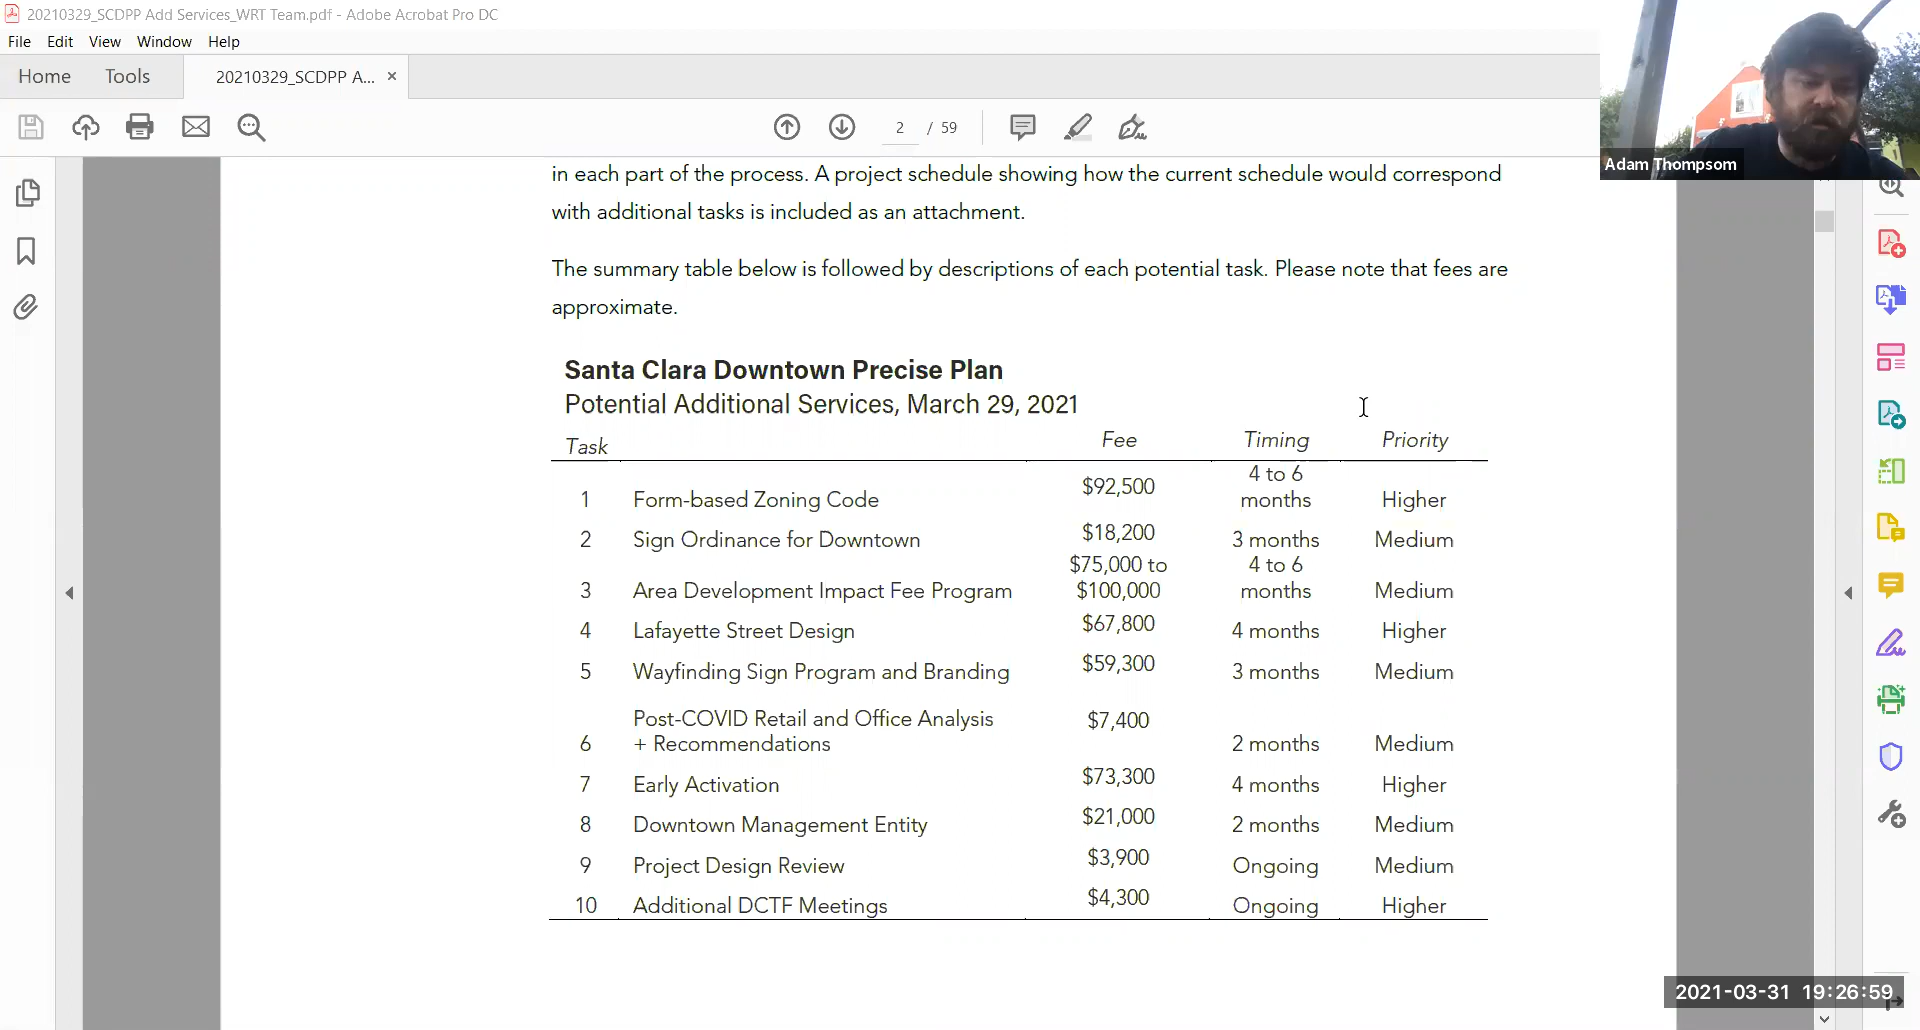 20210329_SCDPP Add Services_WRT Team.pdf - Adobe Acrobat Pro DC
File Edit View Window Help
Home Tools 20210329_SCDPP A... ×
2 / 59
Adam Thompsom
in each part of the process. A project schedule showing how the current schedule would correspond
with additional tasks is included as an attachment.
The summary table below is followed by descriptions of each potential task. Please note that fees are
approximate.
Santa Clara Downtown Precise Plan
Potential Additional Services, March 29, 2021
Task Fee Timing Priority
1 Form-based Zoning Code $92,500 4 to 6 months Higher
2 Sign Ordinance for Downtown $18,200 3 months Medium
3 Area Development Impact Fee Program $75,000 to $100,000 4 to 6 months Medium
4 Lafayette Street Design $67,800 4 months Higher
5 Wayfinding Sign Program and Branding $59,300 3 months Medium
6 Post-COVID Retail and Office Analysis + Recommendations $7,400 2 months Medium
7 Early Activation $73,300 4 months Higher
8 Downtown Management Entity $21,000 2 months Medium
9 Project Design Review $3,900 Ongoing Medium
10 Additional DCTF Meetings $4,300 Ongoing Higher
2021-03-31 19:26:59